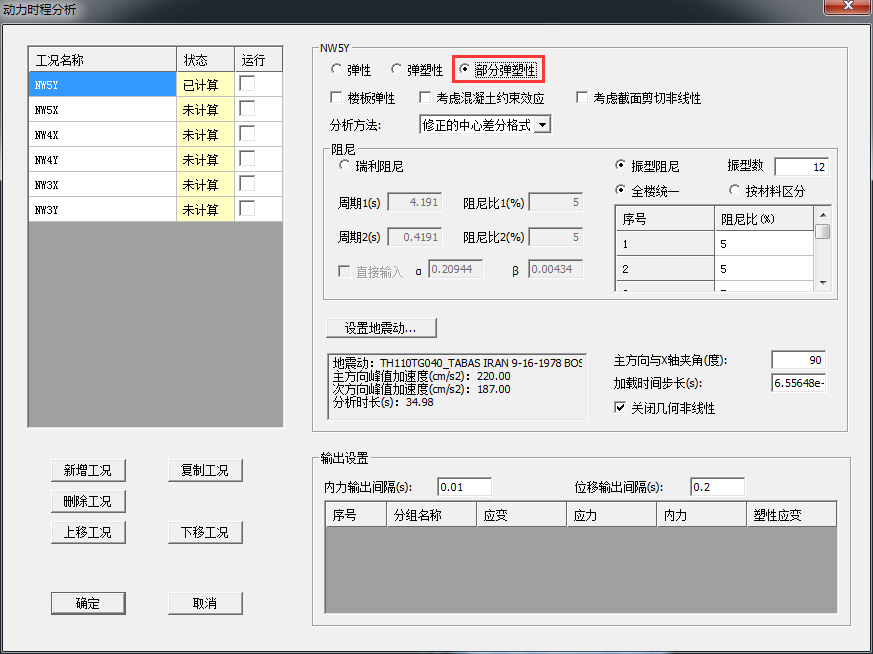 动力时程分析
工况名称 状态 运行
NW5Y 已计算
NW5X 未计算
NW4X 未计算
NW4Y 未计算
NW3X 未计算
NW3Y 未计算
新增工况 复制工况
删除工况
上移工况 下移工况
确定 取消
NW5Y
弹性 弹塑性 部分弹塑性
楼板弹性 考虑混凝土约束效应 考虑截面剪切非线性
分析方法: 修正的中心差分格式
阻尼
瑞利阻尼
周期1(s) 4.191 阻尼比1(%) 5
周期2(s) 0.4191 阻尼比2(%) 5
直接输入 α 0.20944 β 0.00434
振型阻尼 振型数 12
全楼统一 按材料区分
序号 阻尼比(%)
1 5
2 5
设置地震动...
地震动: TH110TG040_TABAS IRAN 9-16-1978 BOS
主方向峰值加速度(cm/s2): 220.00
次方向峰值加速度(cm/s2): 187.00
分析时长(s): 34.98
主方向与X轴夹角(度): 90
加载时间步长(s): 6.55648e-
关闭几何非线性
输出设置
内力输出间隔(s): 0.01 位移输出间隔(s): 0.2
序号 分组名称 应变 应力 内力 塑性应变